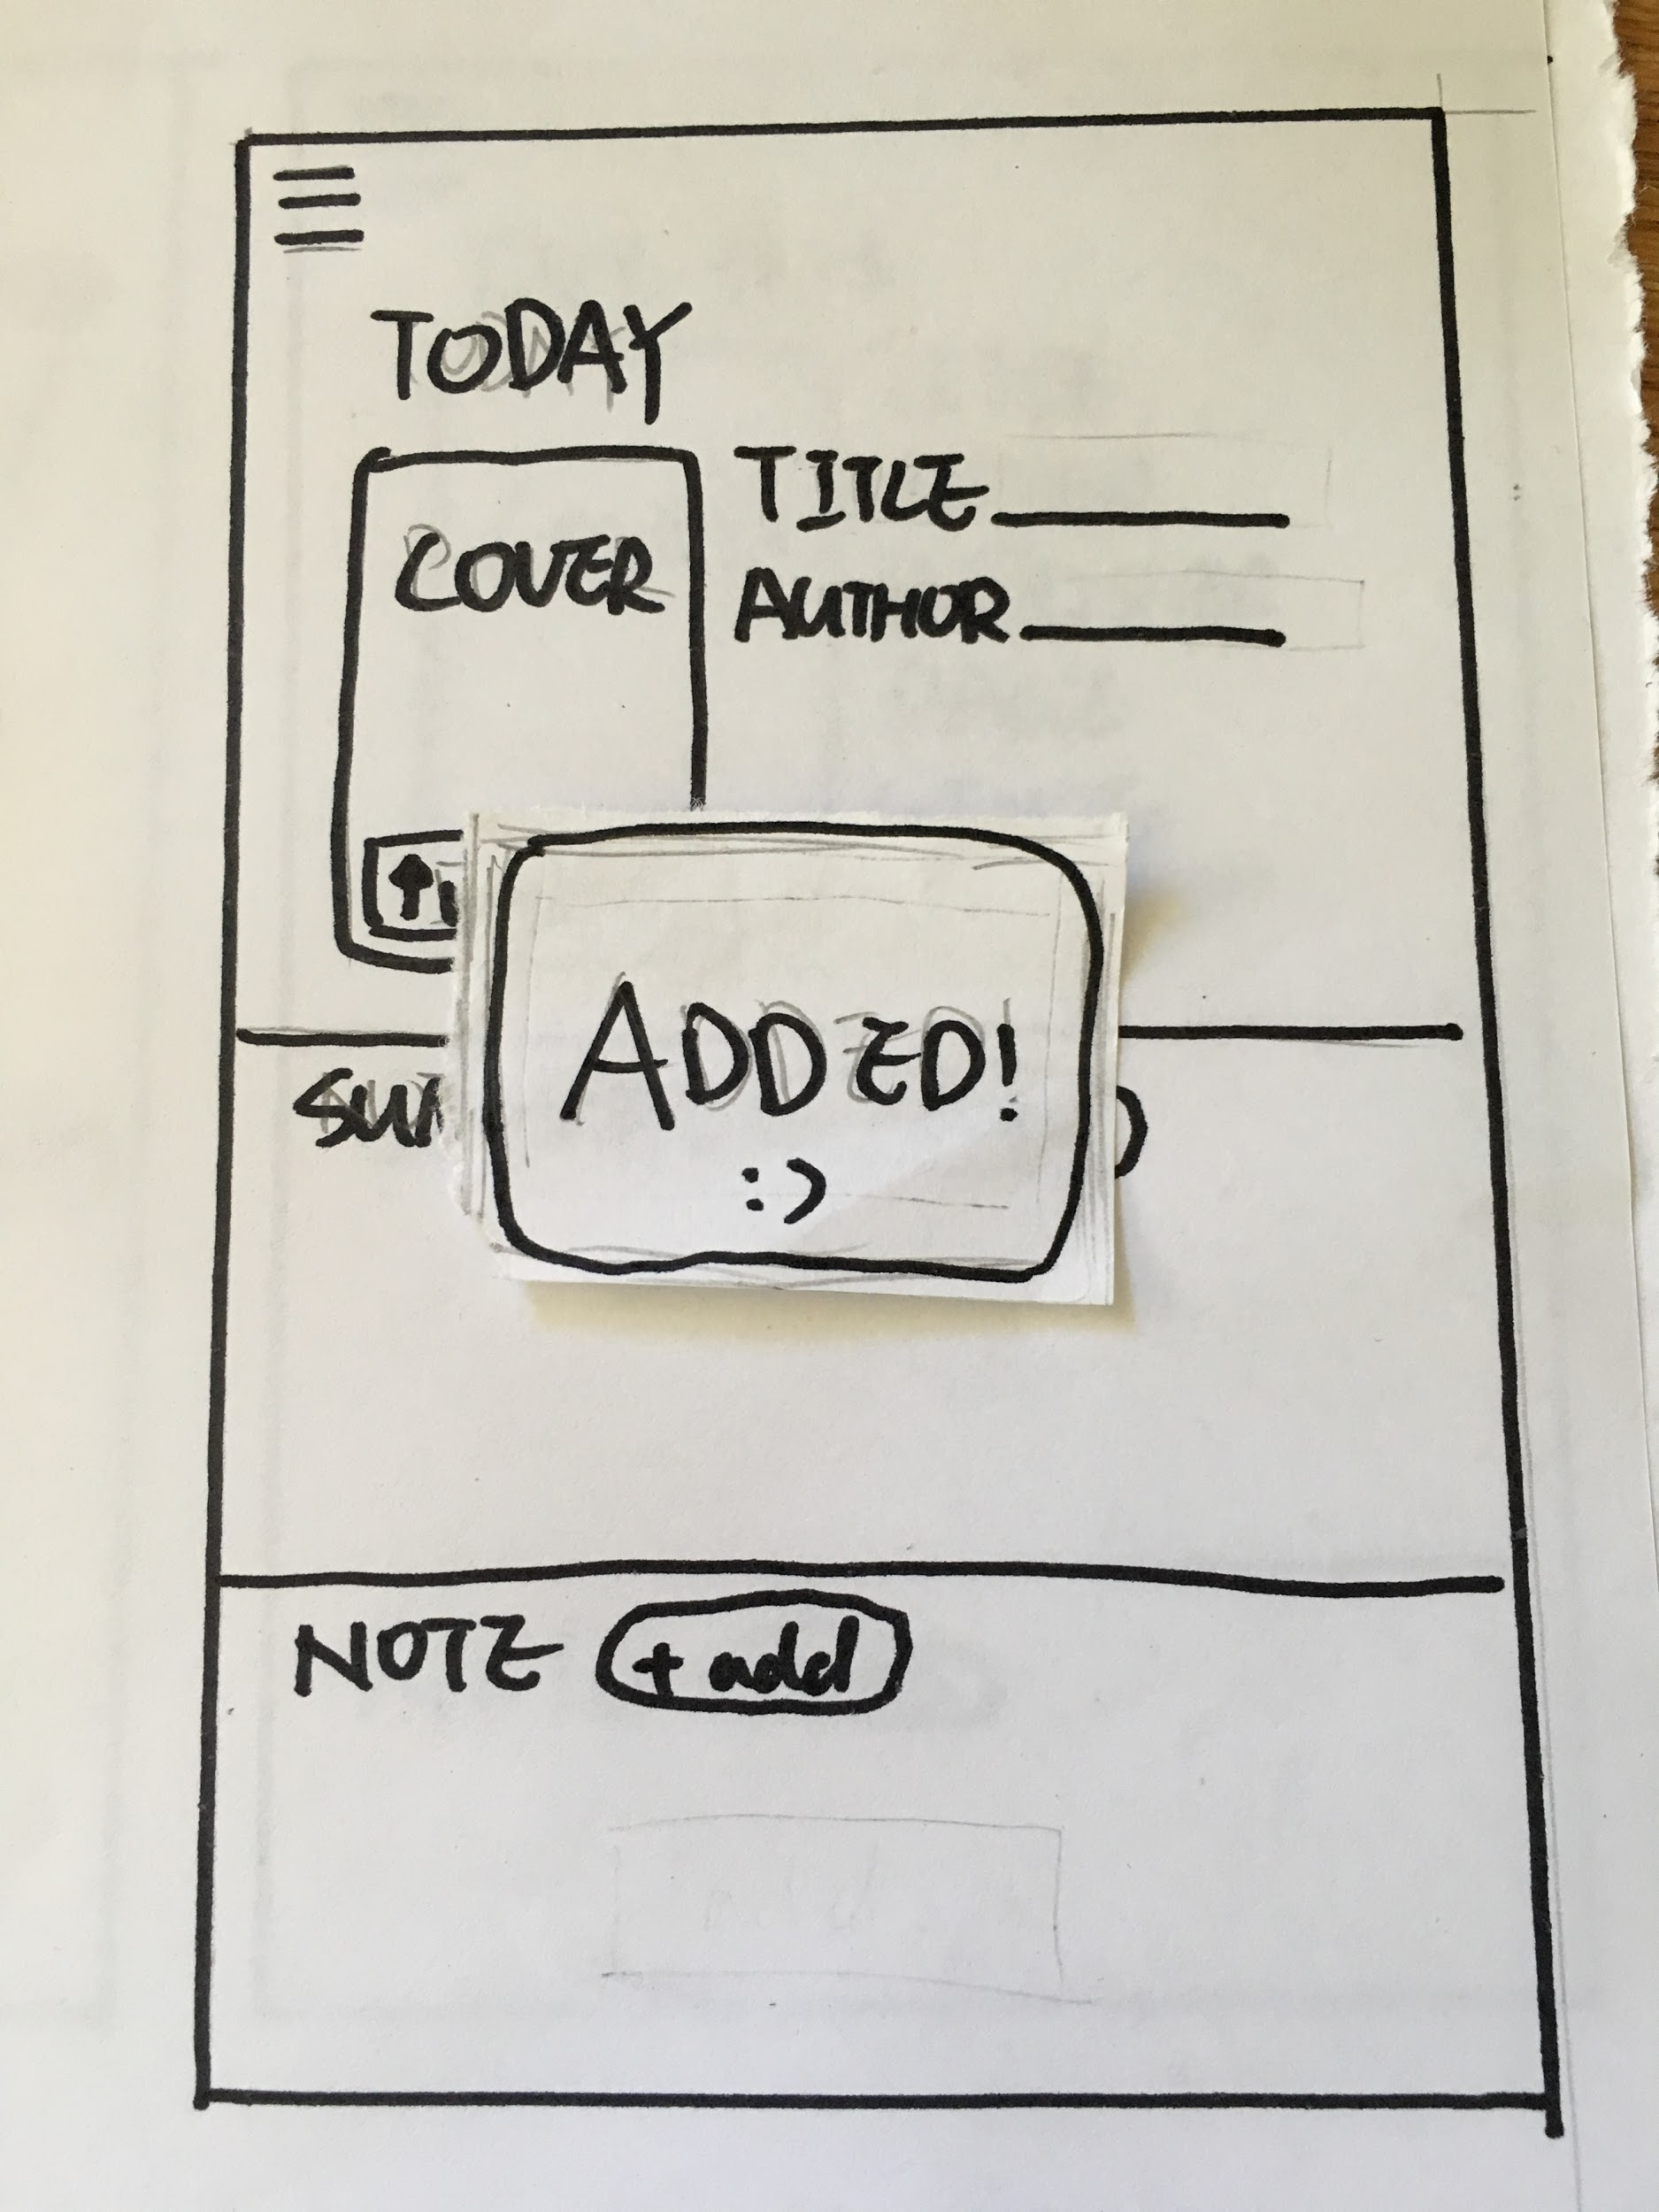 TODAY
COVER
TITLE
AUTHOR
ADDED!
:)
NOTE + add